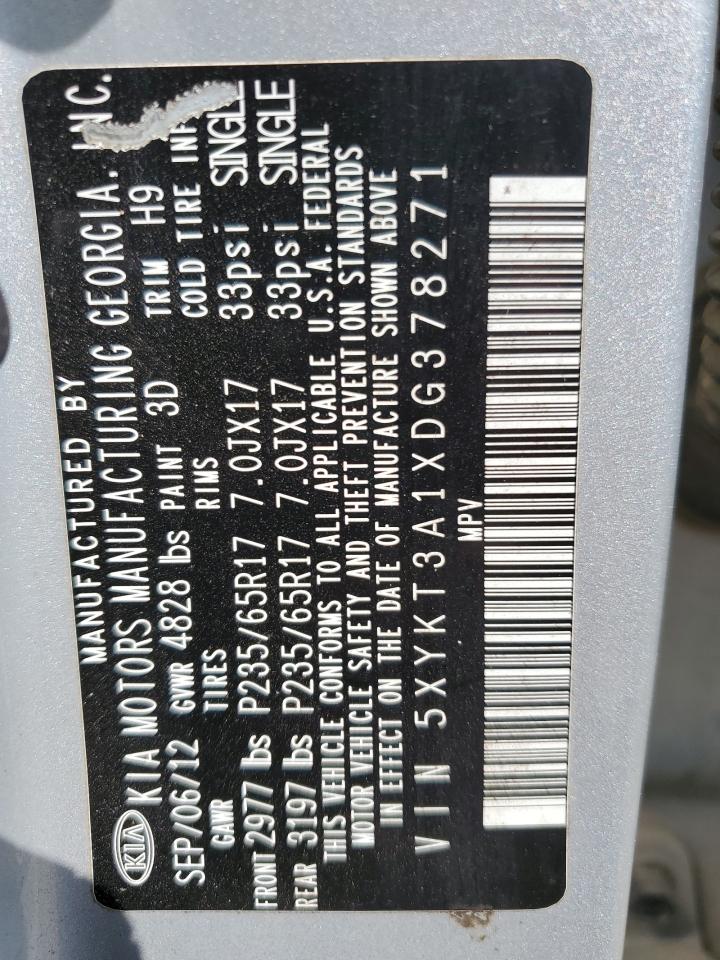 MANUFACTURED BY
KIA KIA MOTORS MANUFACTURING GEORGIA, INC.
SEP/06/12 GVWR 4828 lbs PAINT 3D TRIM H9
GAWR TIRES RIMS COLD TIRE INF
FRONT 2977 lbs P235/65R17 7.0JX17 33psi SINGLE
REAR 3197 lbs P235/65R17 7.0JX17 33psi SINGLE
THIS VEHICLE CONFORMS TO ALL APPLICABLE U.S.A. FEDERAL
MOTOR VEHICLE SAFETY AND THEFT PREVENTION STANDARDS
IN EFFECT ON THE DATE OF MANUFACTURE SHOWN ABOVE
VIN 5XYKT3A1XDG378271
MPV